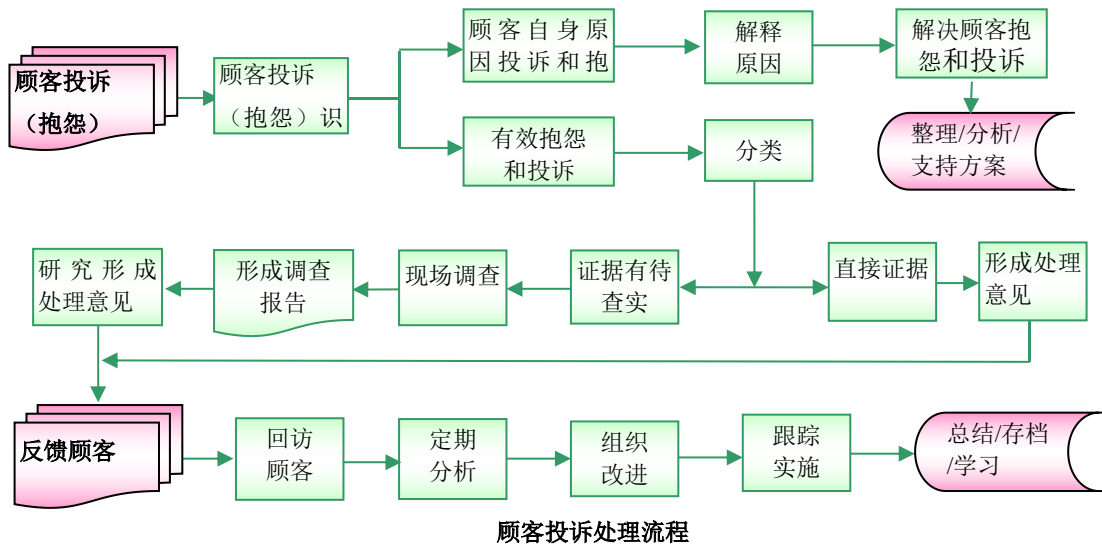 顾客投诉
（抱怨）
顾客投诉
（抱怨）识
顾客自身原
因投诉和抱
解释
原因
解决顾客抱
怨和投诉
整理/分析/
支持方案
有效抱怨
和投诉
分类
研究形成
处理意见
形成调查
报告
现场调查
证据有待
查实
直接证据
形成处理
意见
反馈顾客
回访
顾客
定期
分析
组织
改进
跟踪
实施
总结/存档
/学习
顾客投诉处理流程